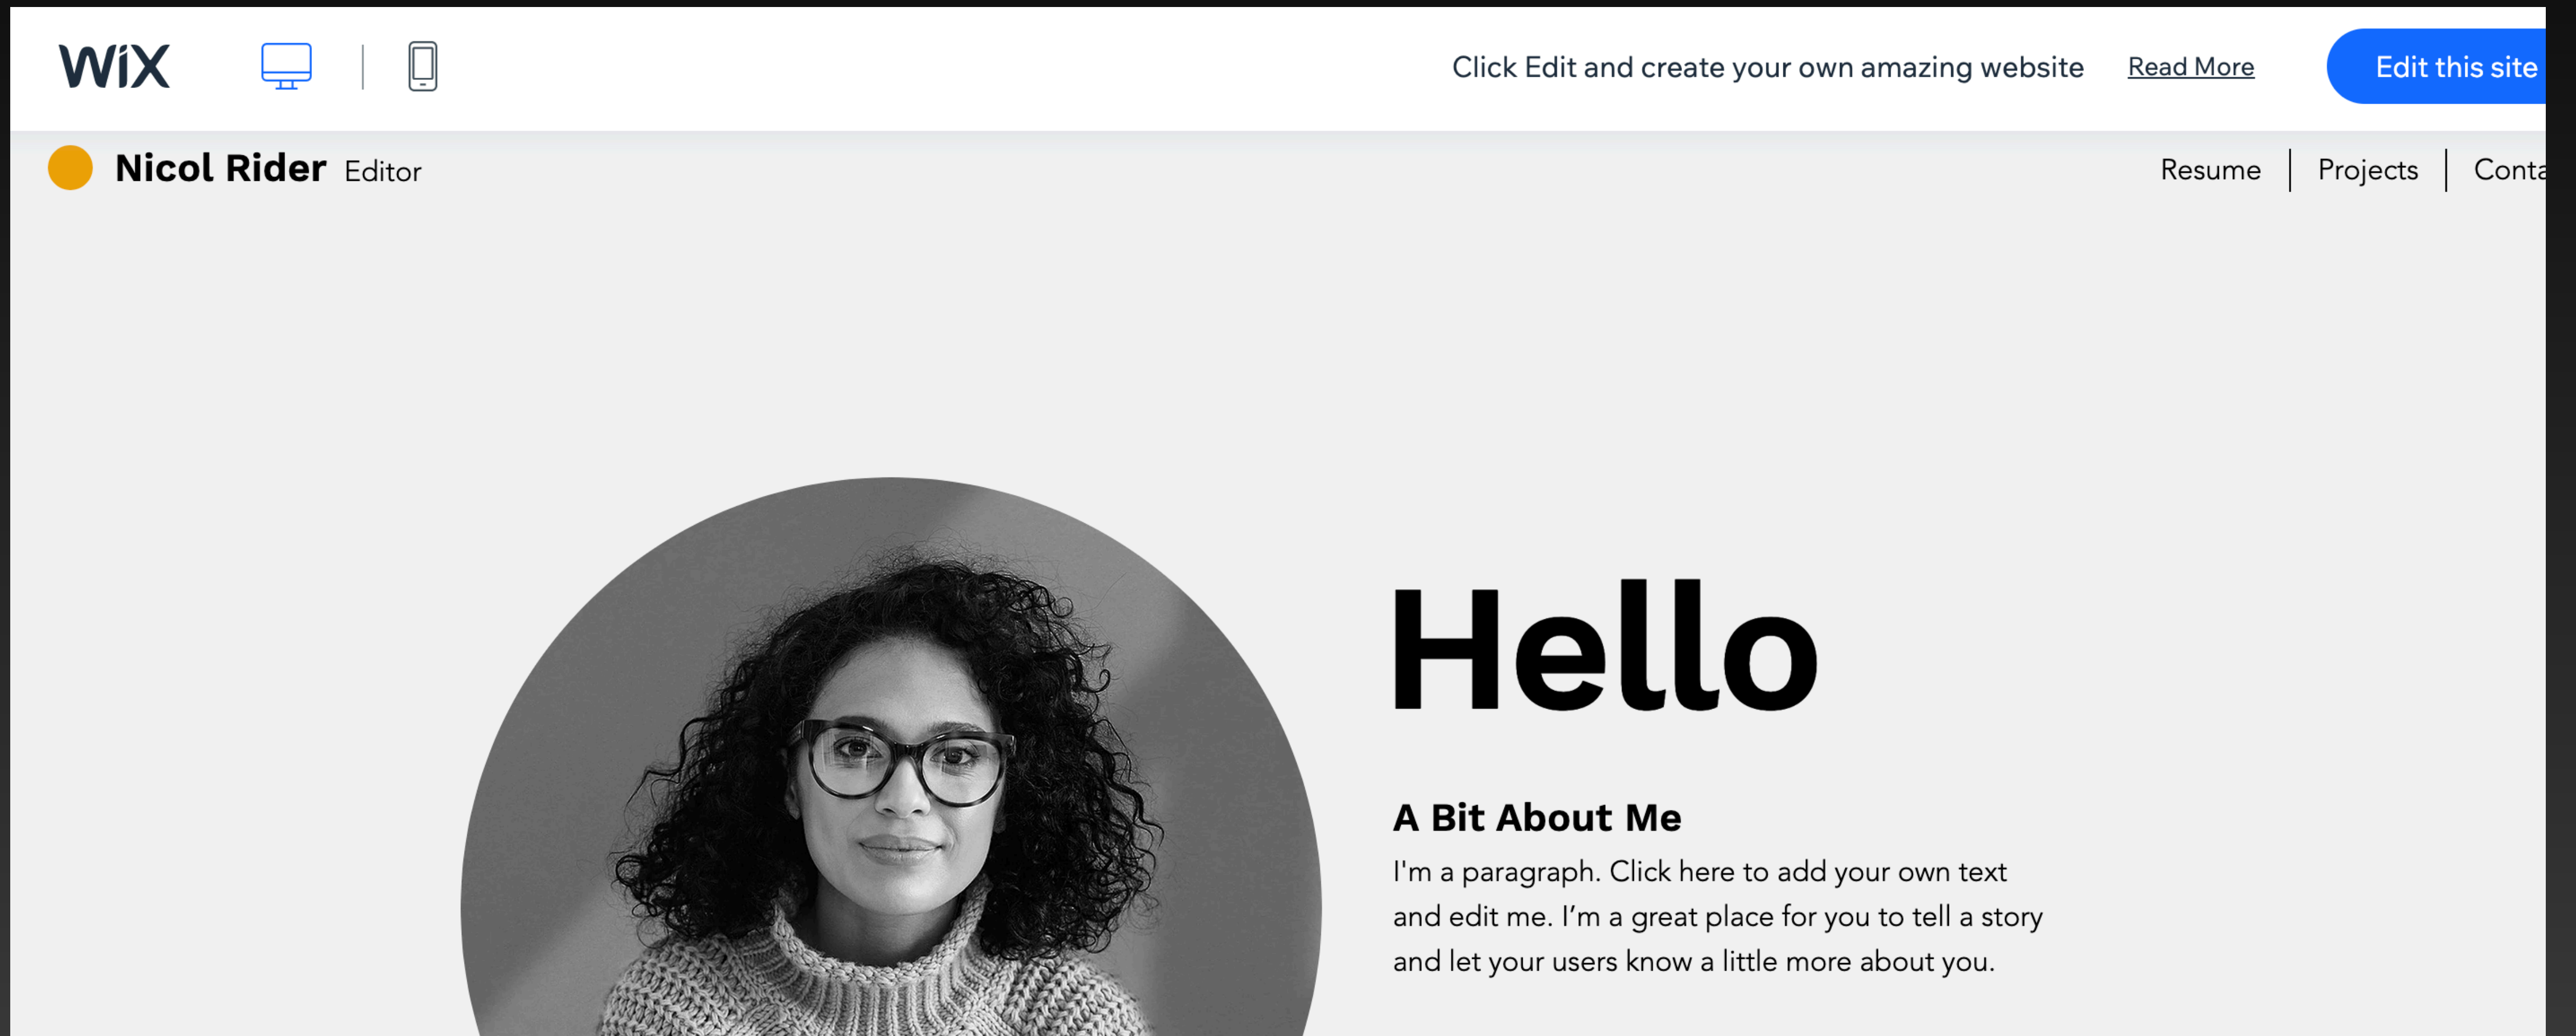 WiX
Click Edit and create your own amazing website Read More Edit this site
Nicol Rider Editor
Resume Projects
Hello
A Bit About Me
I'm a paragraph. Click here to add your own text
and edit me. I’m a great place for you to tell a story
and let your users know a little more about you.